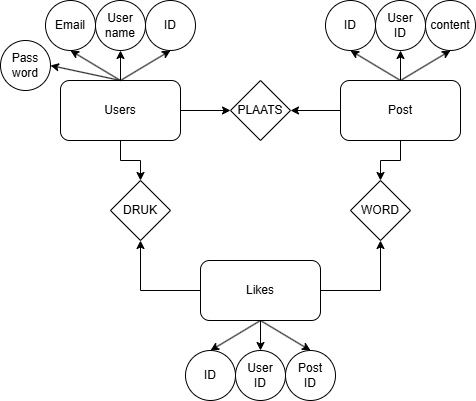 Email
User
name
ID
ID
User
ID
content
Pass
word
Users
PLAATS
Post
DRUK
WORD
Likes
ID
User
ID
Post
ID